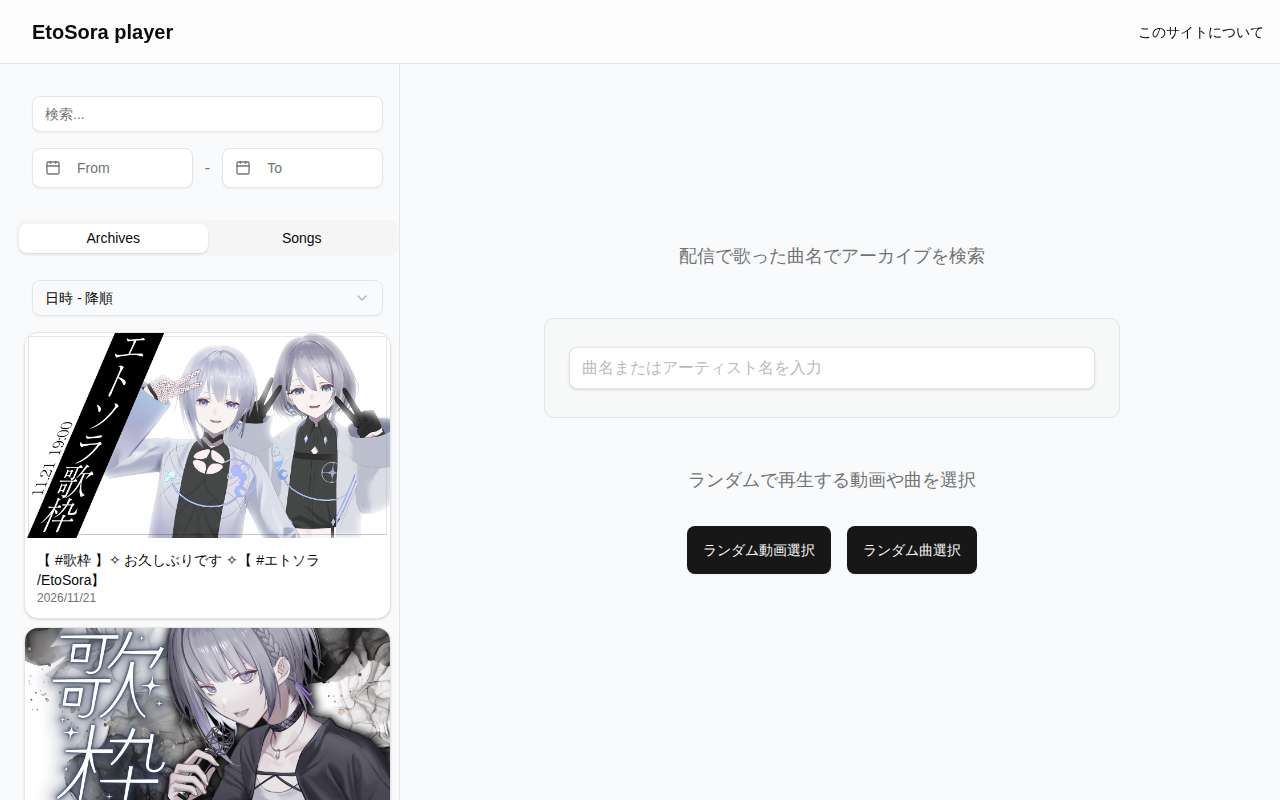 EtoSora player
このサイトについて
検索...
From
-
To
Archives
Songs
日時 - 降順
エトソラ歌枠
11.21 19:00
【 #歌枠 】✧ お久しぶりです ✧【 #エトソラ
/EtoSora】
2026/11/21
歌枠
配信で歌った曲名でアーカイブを検索
曲名またはアーティスト名を入力
ランダムで再生する動画や曲を選択
ランダム動画選択
ランダム曲選択